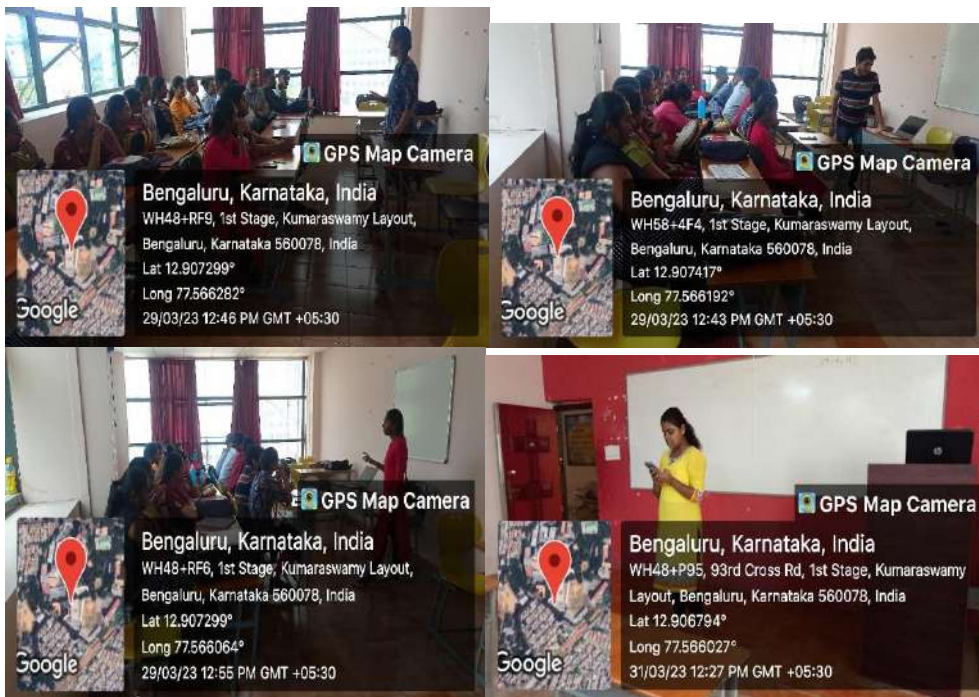 GPS Map Camera
Bengaluru, Karnataka, India
WH48+RF9, 1st Stage, Kumaraswamy Layout,
Bengaluru, Karnataka 560078, India
Lat 12.907299°
Long 77.566282°
29/03/23 12:46 PM GMT +05:30
Google
GPS Map Camera
Bengaluru, Karnataka, India
WH58+4F4, 1st Stage, Kumaraswamy Layout,
Bengaluru, Karnataka 560078, India
Lat 12.907417°
Long 77.566192°
29/03/23 12:43 PM GMT +05:30
Google
GPS Map Camera
Bengaluru, Karnataka, India
WH48+RF6, 1st Stage, Kumaraswamy Layout,
Bengaluru, Karnataka 560078, India
Lat 12.907299°
Long 77.566064°
29/03/23 12:55 PM GMT +05:30
Google
GPS Map Camera
Bengaluru, Karnataka, India
WH48+P95, 93rd Cross Rd, 1st Stage, Kumaraswamy
Layout, Bengaluru, Karnataka 560078, India
Lat 12.906794°
Long 77.566027°
31/03/23 12:27 PM GMT +05:30
Google
hp